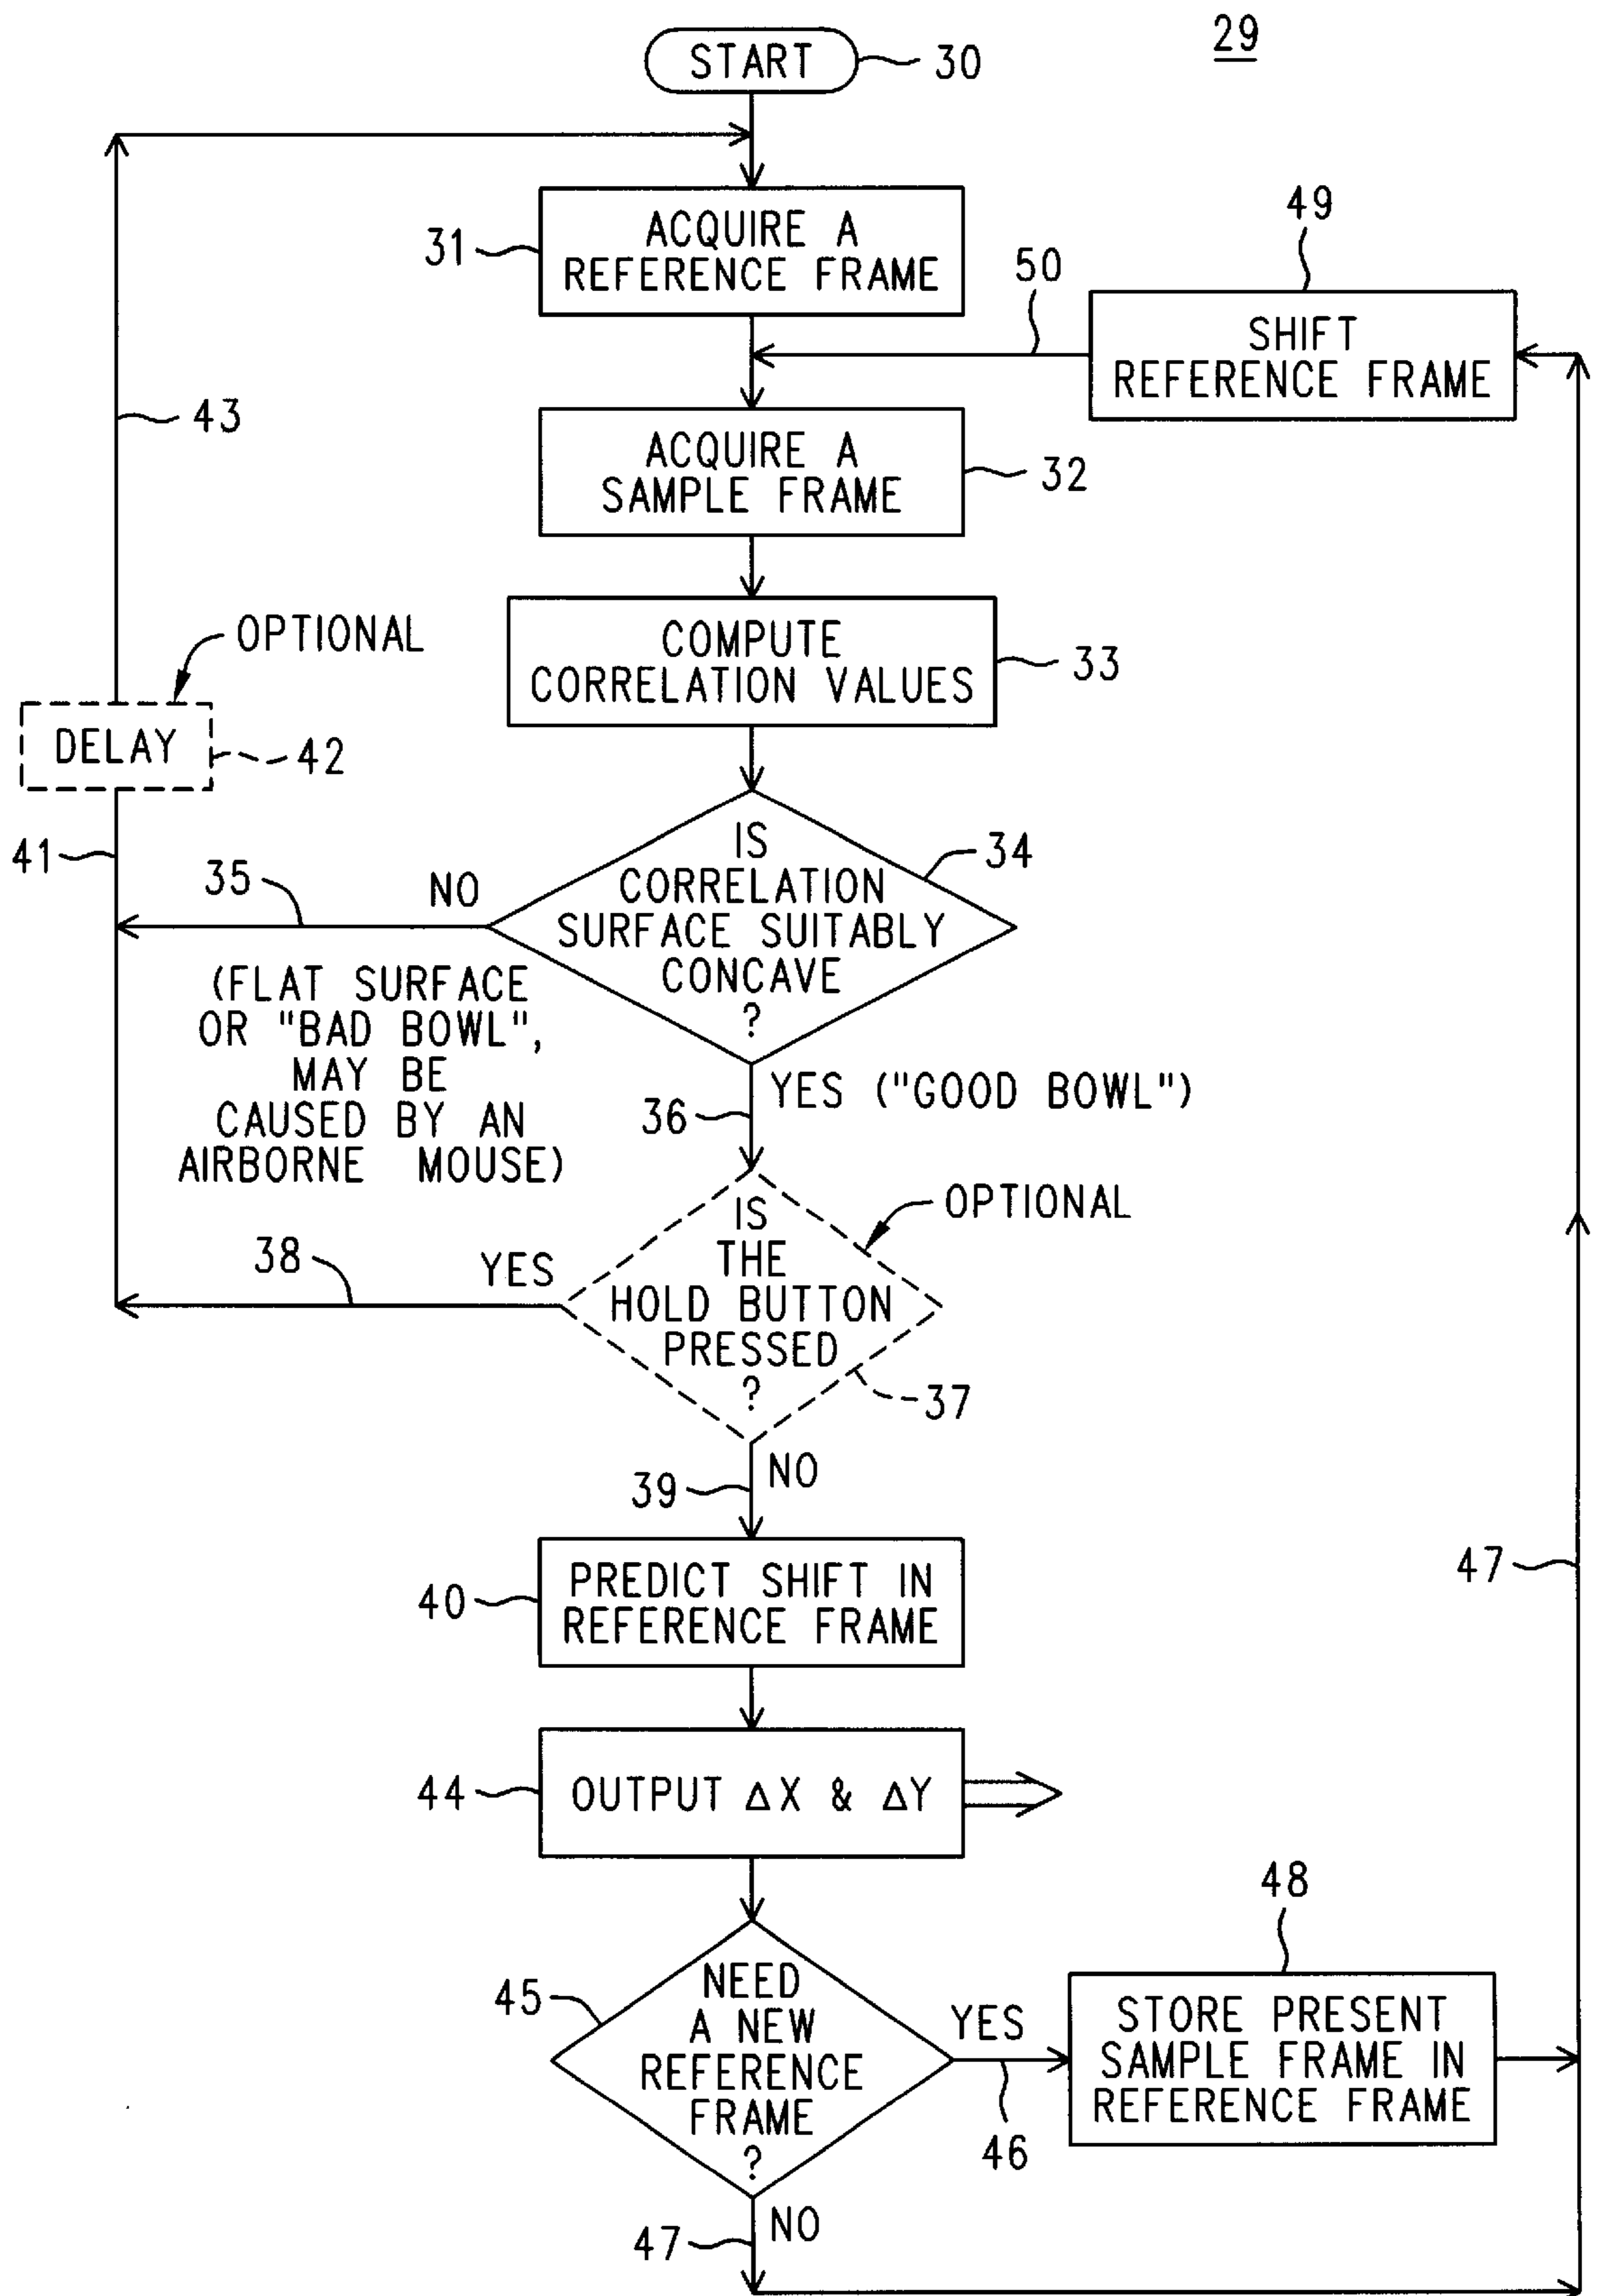 29
START
30
ACQUIRE A
REFERENCE FRAME
31
49
SHIFT
REFERENCE FRAME
50
43
ACQUIRE A
SAMPLE FRAME
32
OPTIONAL
COMPUTE
CORRELATION VALUES
33
DELAY
42
41
35
NO
IS
CORRELATION
SURFACE SUITABLY
CONCAVE
?
34
(FLAT SURFACE
OR "BAD BOWL",
MAY BE
CAUSED BY AN
AIRBORNE MOUSE)
36
YES ("GOOD BOWL")
OPTIONAL
38
YES
IS
THE
HOLD BUTTON
PRESSED
?
37
39
NO
40
PREDICT SHIFT IN
REFERENCE FRAME
47
44
OUTPUT ΔX & ΔY
45
NEED
A NEW
REFERENCE
FRAME
?
YES
46
48
STORE PRESENT
SAMPLE FRAME IN
REFERENCE FRAME
47
NO